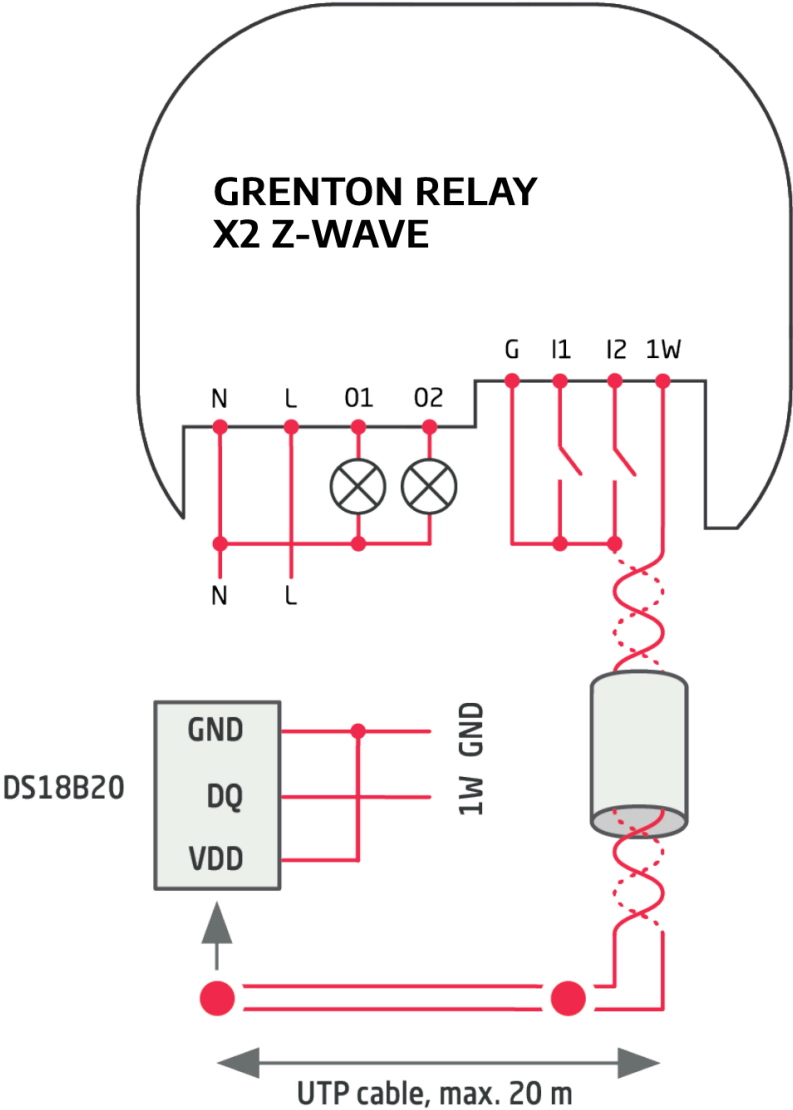 GRENTON RELAY
X2 Z-WAVE
G I1 I2 1W
N L O1 O2
N L
DS18B20
GND
DQ
VDD
1W GND
UTP cable, max. 20 m